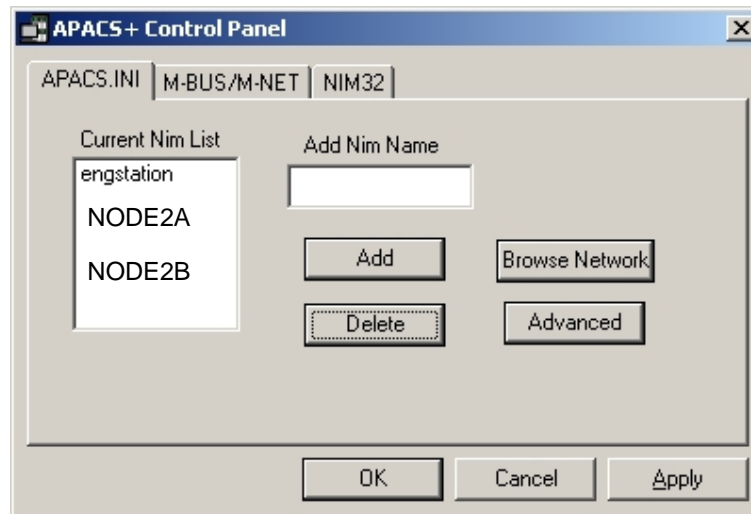 APACS+ Control Panel
APACS.INI M-BUS/M-NET NIM32
Current Nim List
Add Nim Name
engstation
NODE2A
NODE2B
Add
Browse Network
Delete
Advanced
OK
Cancel
Apply